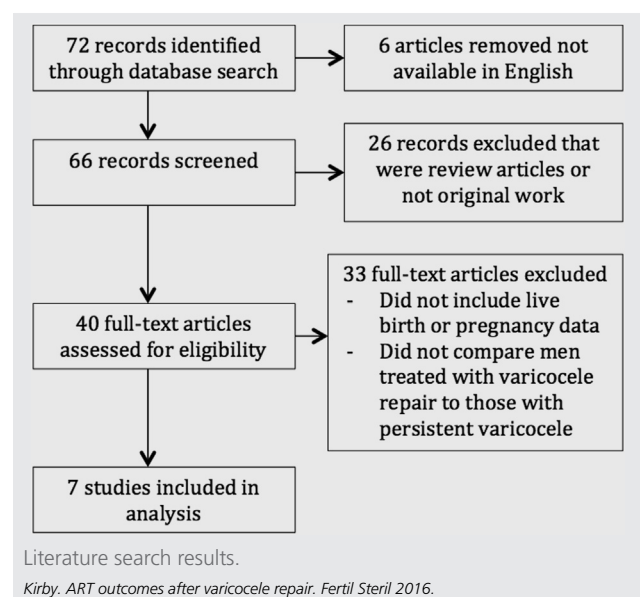 72 records identified
through database search
6 articles removed not
available in English
66 records screened
26 records excluded that
were review articles or
not original work
40 full-text articles
assessed for eligibility
33 full-text articles excluded
- Did not include live
birth or pregnancy data
- Did not compare men
treated with varicocele
repair to those with
persistent varicocele
7 studies included in
analysis
Literature search results.
Kirby. ART outcomes after varicocele repair. Fertil Steril 2016.